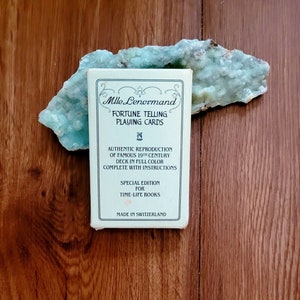 Mlle Lenormand
FORTUNE TELLING
PLAYING CARDS
AUTHENTIC REPRODUCTION
OF FAMOUS 19TH CENTURY
DECK IN FULL COLOR
COMPLETE WITH INSTRUCTIONS
SPECIAL EDITION
FOR
TIME-LIFE BOOKS
MADE IN SWITZERLAND